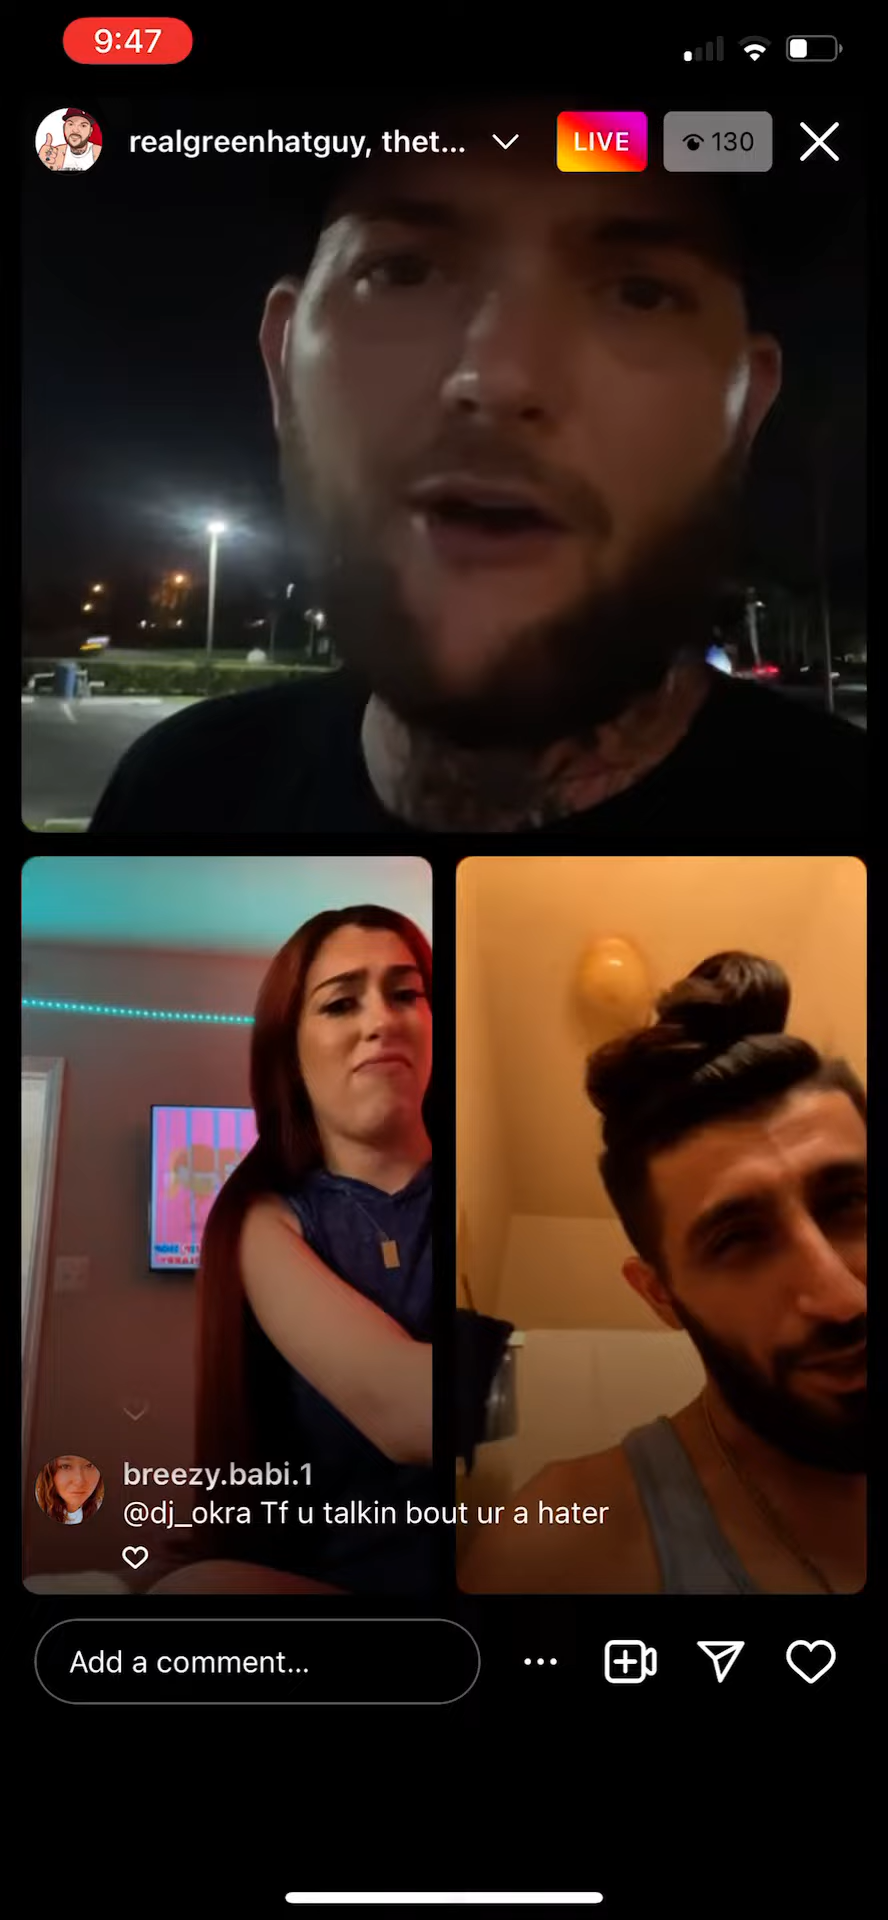 9:47
realgreenhatguy, thet...
LIVE
130
breezy.babi.1
@dj_okra Tf u talkin bout ur a hater
Add a comment...